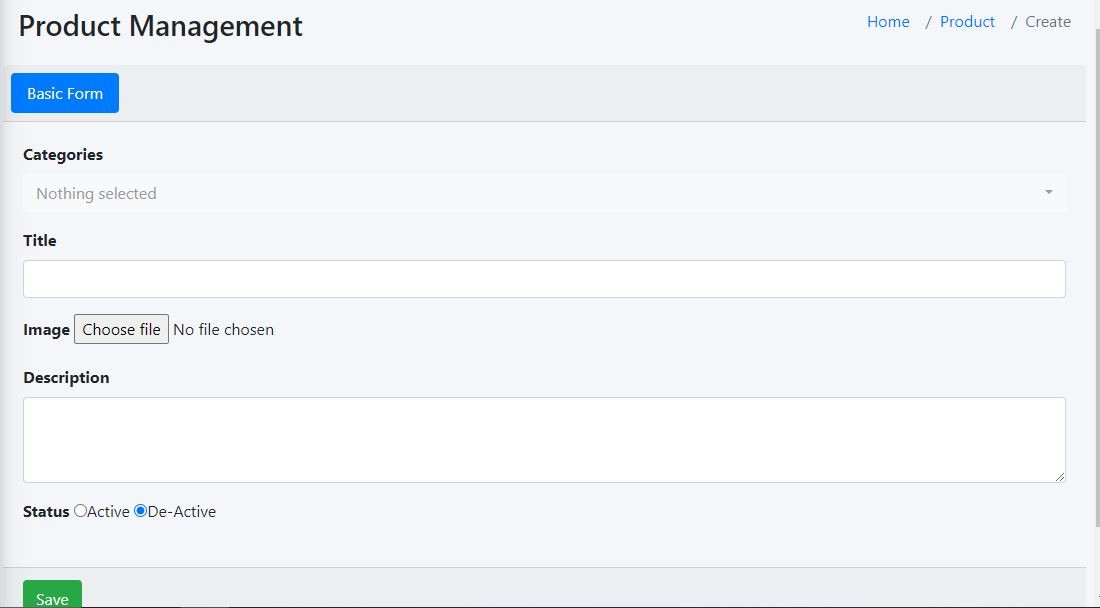 Product Management
Home / Product / Create
Basic Form
Categories
Nothing selected
Title
Image Choose file No file chosen
Description
Status Active De-Active
Save